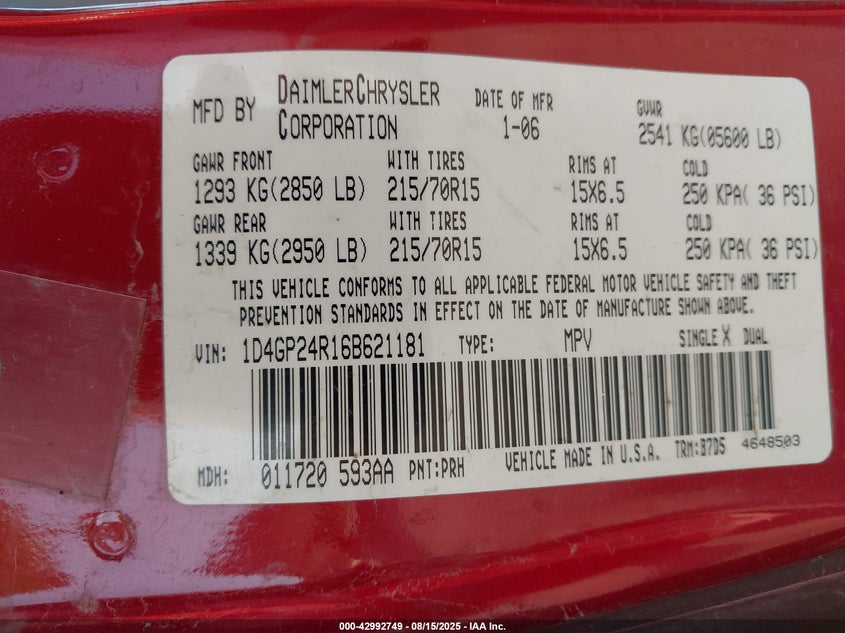 MFD BY DAIMLERCHRYSLER CORPORATION DATE OF MFR 1-06 GVWR 2541 KG(05600 LB)
GAWR FRONT WITH TIRES RIMS AT COLD
1293 KG(2850 LB) 215/70R15 15X6.5 250 KPA( 36 PSI)
GAWR REAR WITH TIRES RIMS AT COLD
1339 KG(2950 LB) 215/70R15 15X6.5 250 KPA( 36 PSI)
THIS VEHICLE CONFORMS TO ALL APPLICABLE FEDERAL MOTOR VEHICLE SAFETY AND THEFT
PREVENTION STANDARDS IN EFFECT ON THE DATE OF MANUFACTURE SHOWN ABOVE.
VIN: 1D4GP24R16B621181 TYPE: MPV SINGLE X DUAL
MDH: 011720 593AA PNT:PRH VEHICLE MADE IN U.S.A. TRM:B7D5 4648503
000-42992749 - 08/15/2025 - IAA Inc.